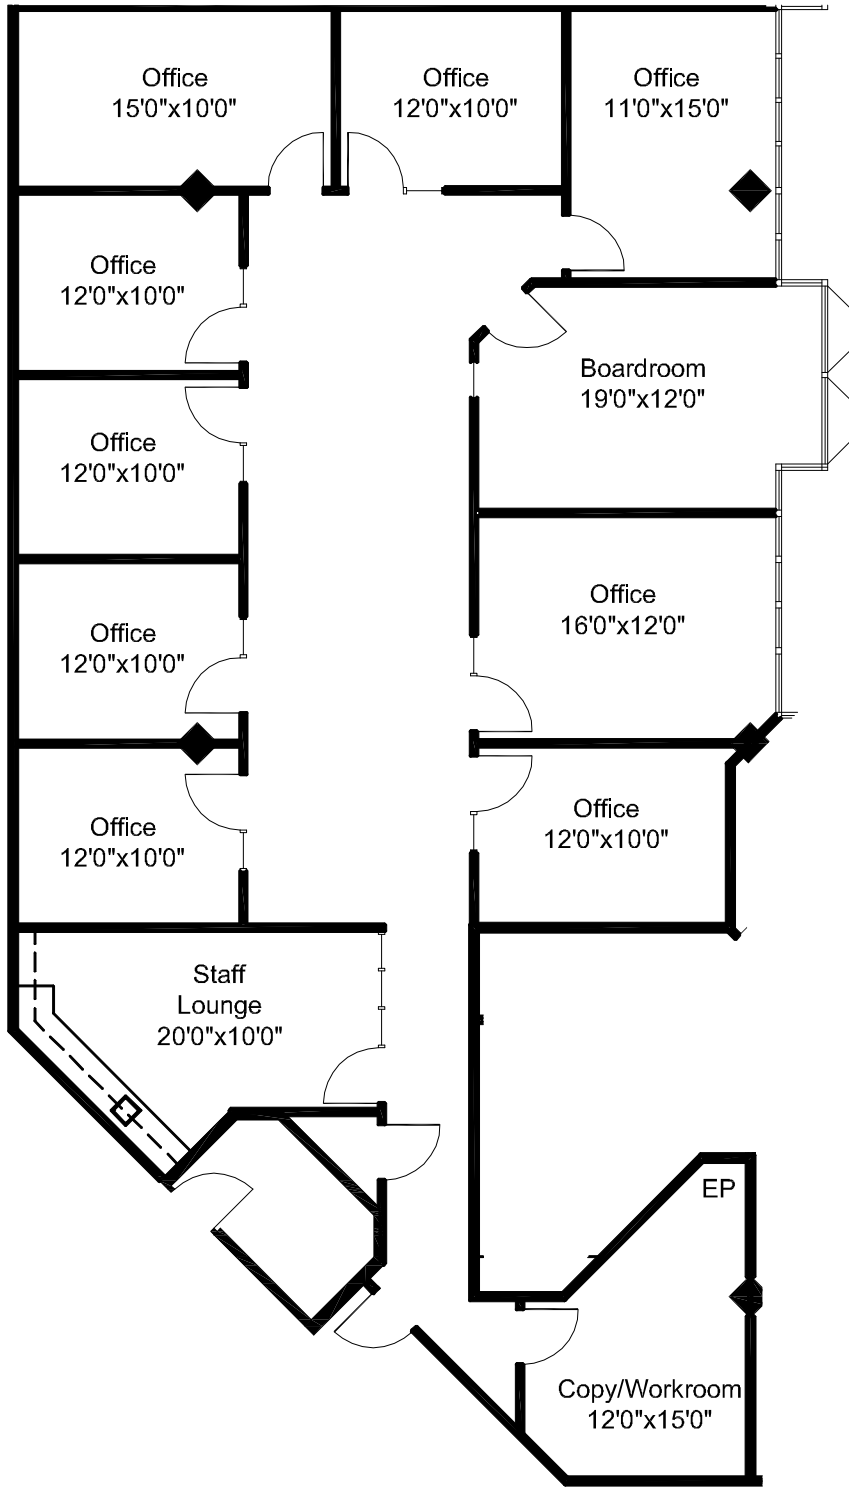 Office
15'0"x10'0"
Office
12'0"x10'0"
Office
11'0"x15'0"
Office
12'0"x10'0"
Boardroom
19'0"x12'0"
Office
12'0"x10'0"
Office
16'0"x12'0"
Office
12'0"x10'0"
Office
12'0"x10'0"
Office
12'0"x10'0"
Staff
Lounge
20'0"x10'0"
EP
Copy/Workroom
12'0"x15'0"